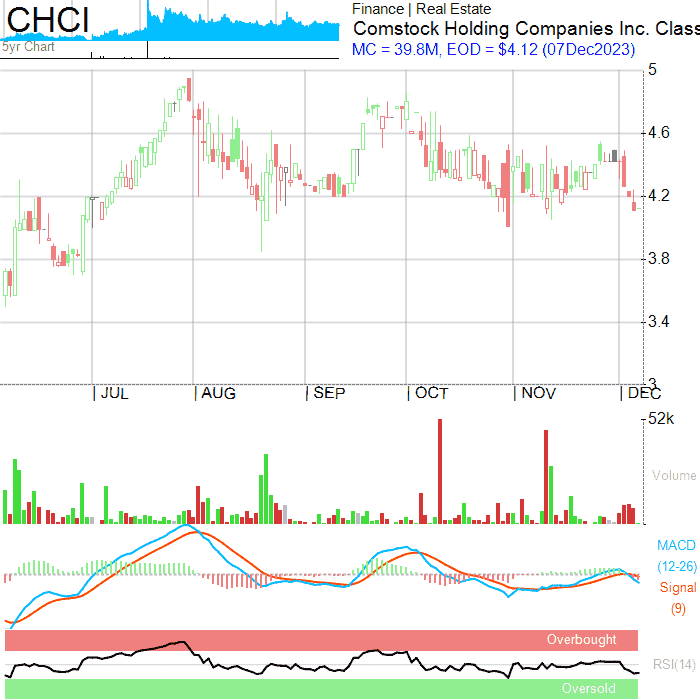 CHCI
5yr Chart
Finance | Real Estate
Comstock Holding Companies Inc. Class
MC = 39.8M, EOD = $4.12 (07Dec2023)
5
4.6
4.2
3.8
3.4
3
| JUL | AUG | SEP | OCT | NOV | DEC
52k
Volume
MACD
(12-26)
Signal
(9)
Overbought
RSI(14)
Oversold